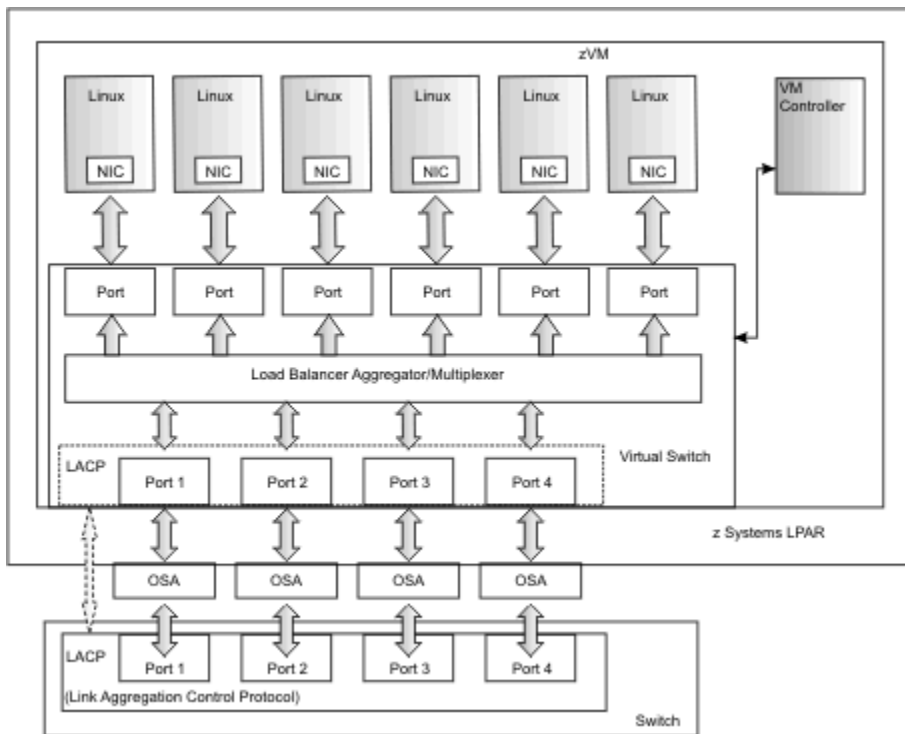 zVM
Linux Linux Linux Linux Linux Linux
VM
Controller
NIC NIC NIC NIC NIC NIC
Port Port Port Port Port Port
Load Balancer Aggregator/Multiplexer
Virtual Switch
LACP
Port 1 Port 2 Port 3 Port 4
z Systems LPAR
OSA OSA OSA OSA
LACP
Port 1 Port 2 Port 3 Port 4
(Link Aggregation Control Protocol)
Switch